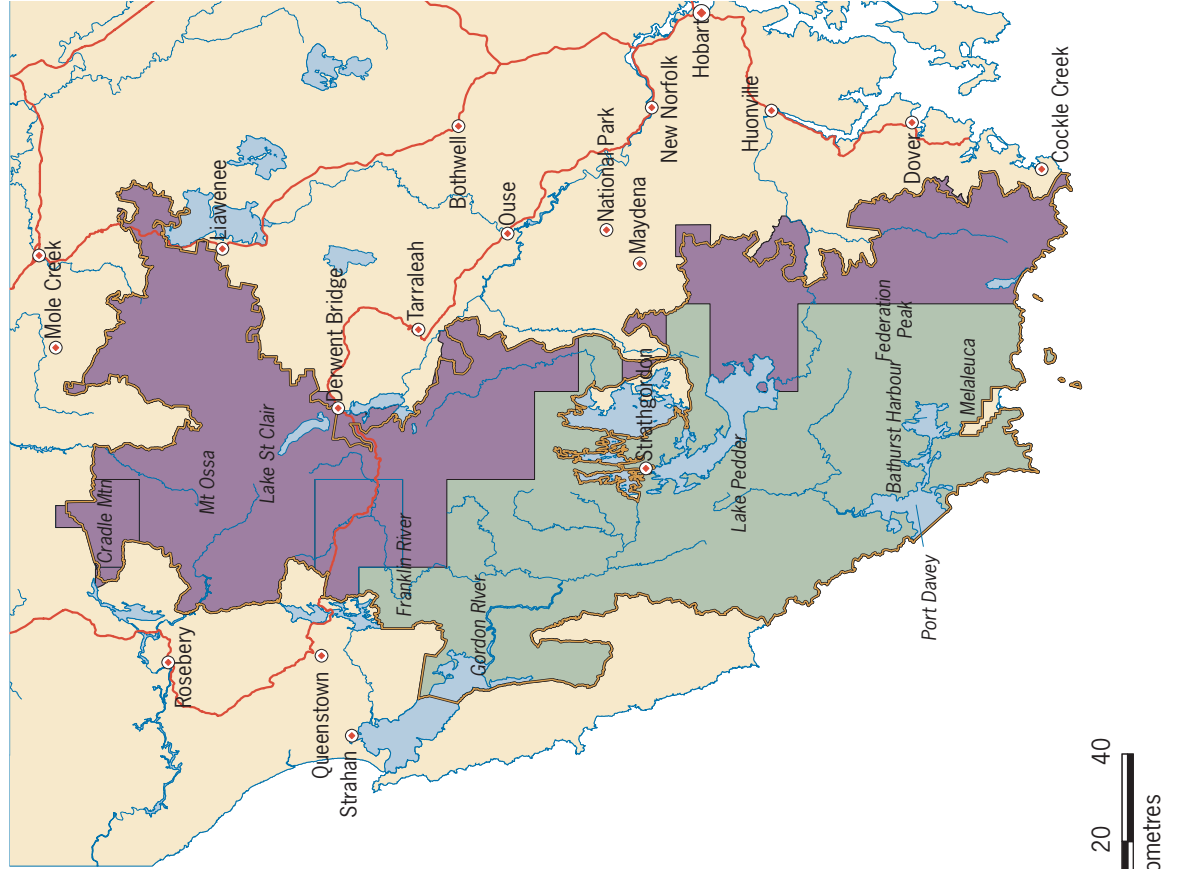 Mole Creek
Liawenee
Cradle Mtn
Mt Ossa
Lake St Clair
Rosebery
Queenstown
Strahan
Derwent Bridge
Tarraleah
Bothwell
Ouse
Franklin River
Gordon River
National Park
Maydena
New Norfolk
Hobart
Huonville
Strathgordon
Lake Pedder
Dover
Cockle Creek
Federation
Peak
Bathurst Harbour
Melaleuca
Port Davey
20
40
ometres